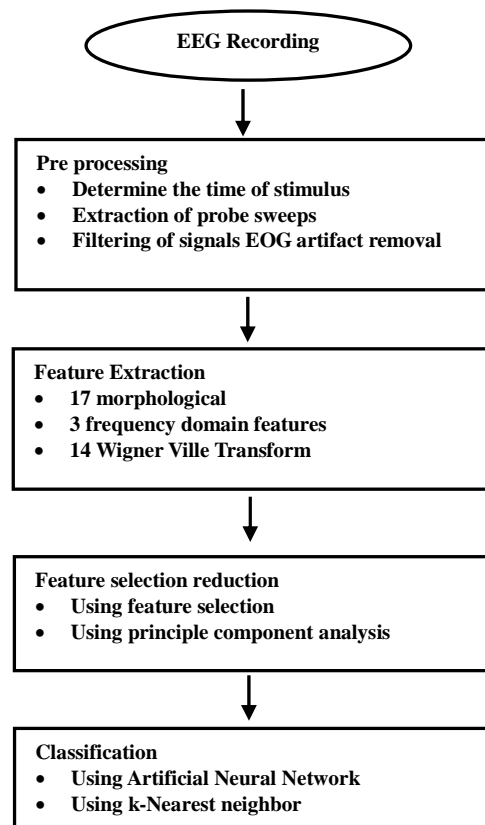 EEG Recording
Pre processing
• Determine the time of stimulus
• Extraction of probe sweeps
• Filtering of signals EOG artifact removal
Feature Extraction
• 17 morphological
• 3 frequency domain features
• 14 Wigner Ville Transform
Feature selection reduction
• Using feature selection
• Using principle component analysis
Classification
• Using Artificial Neural Network
• Using k-Nearest neighbor